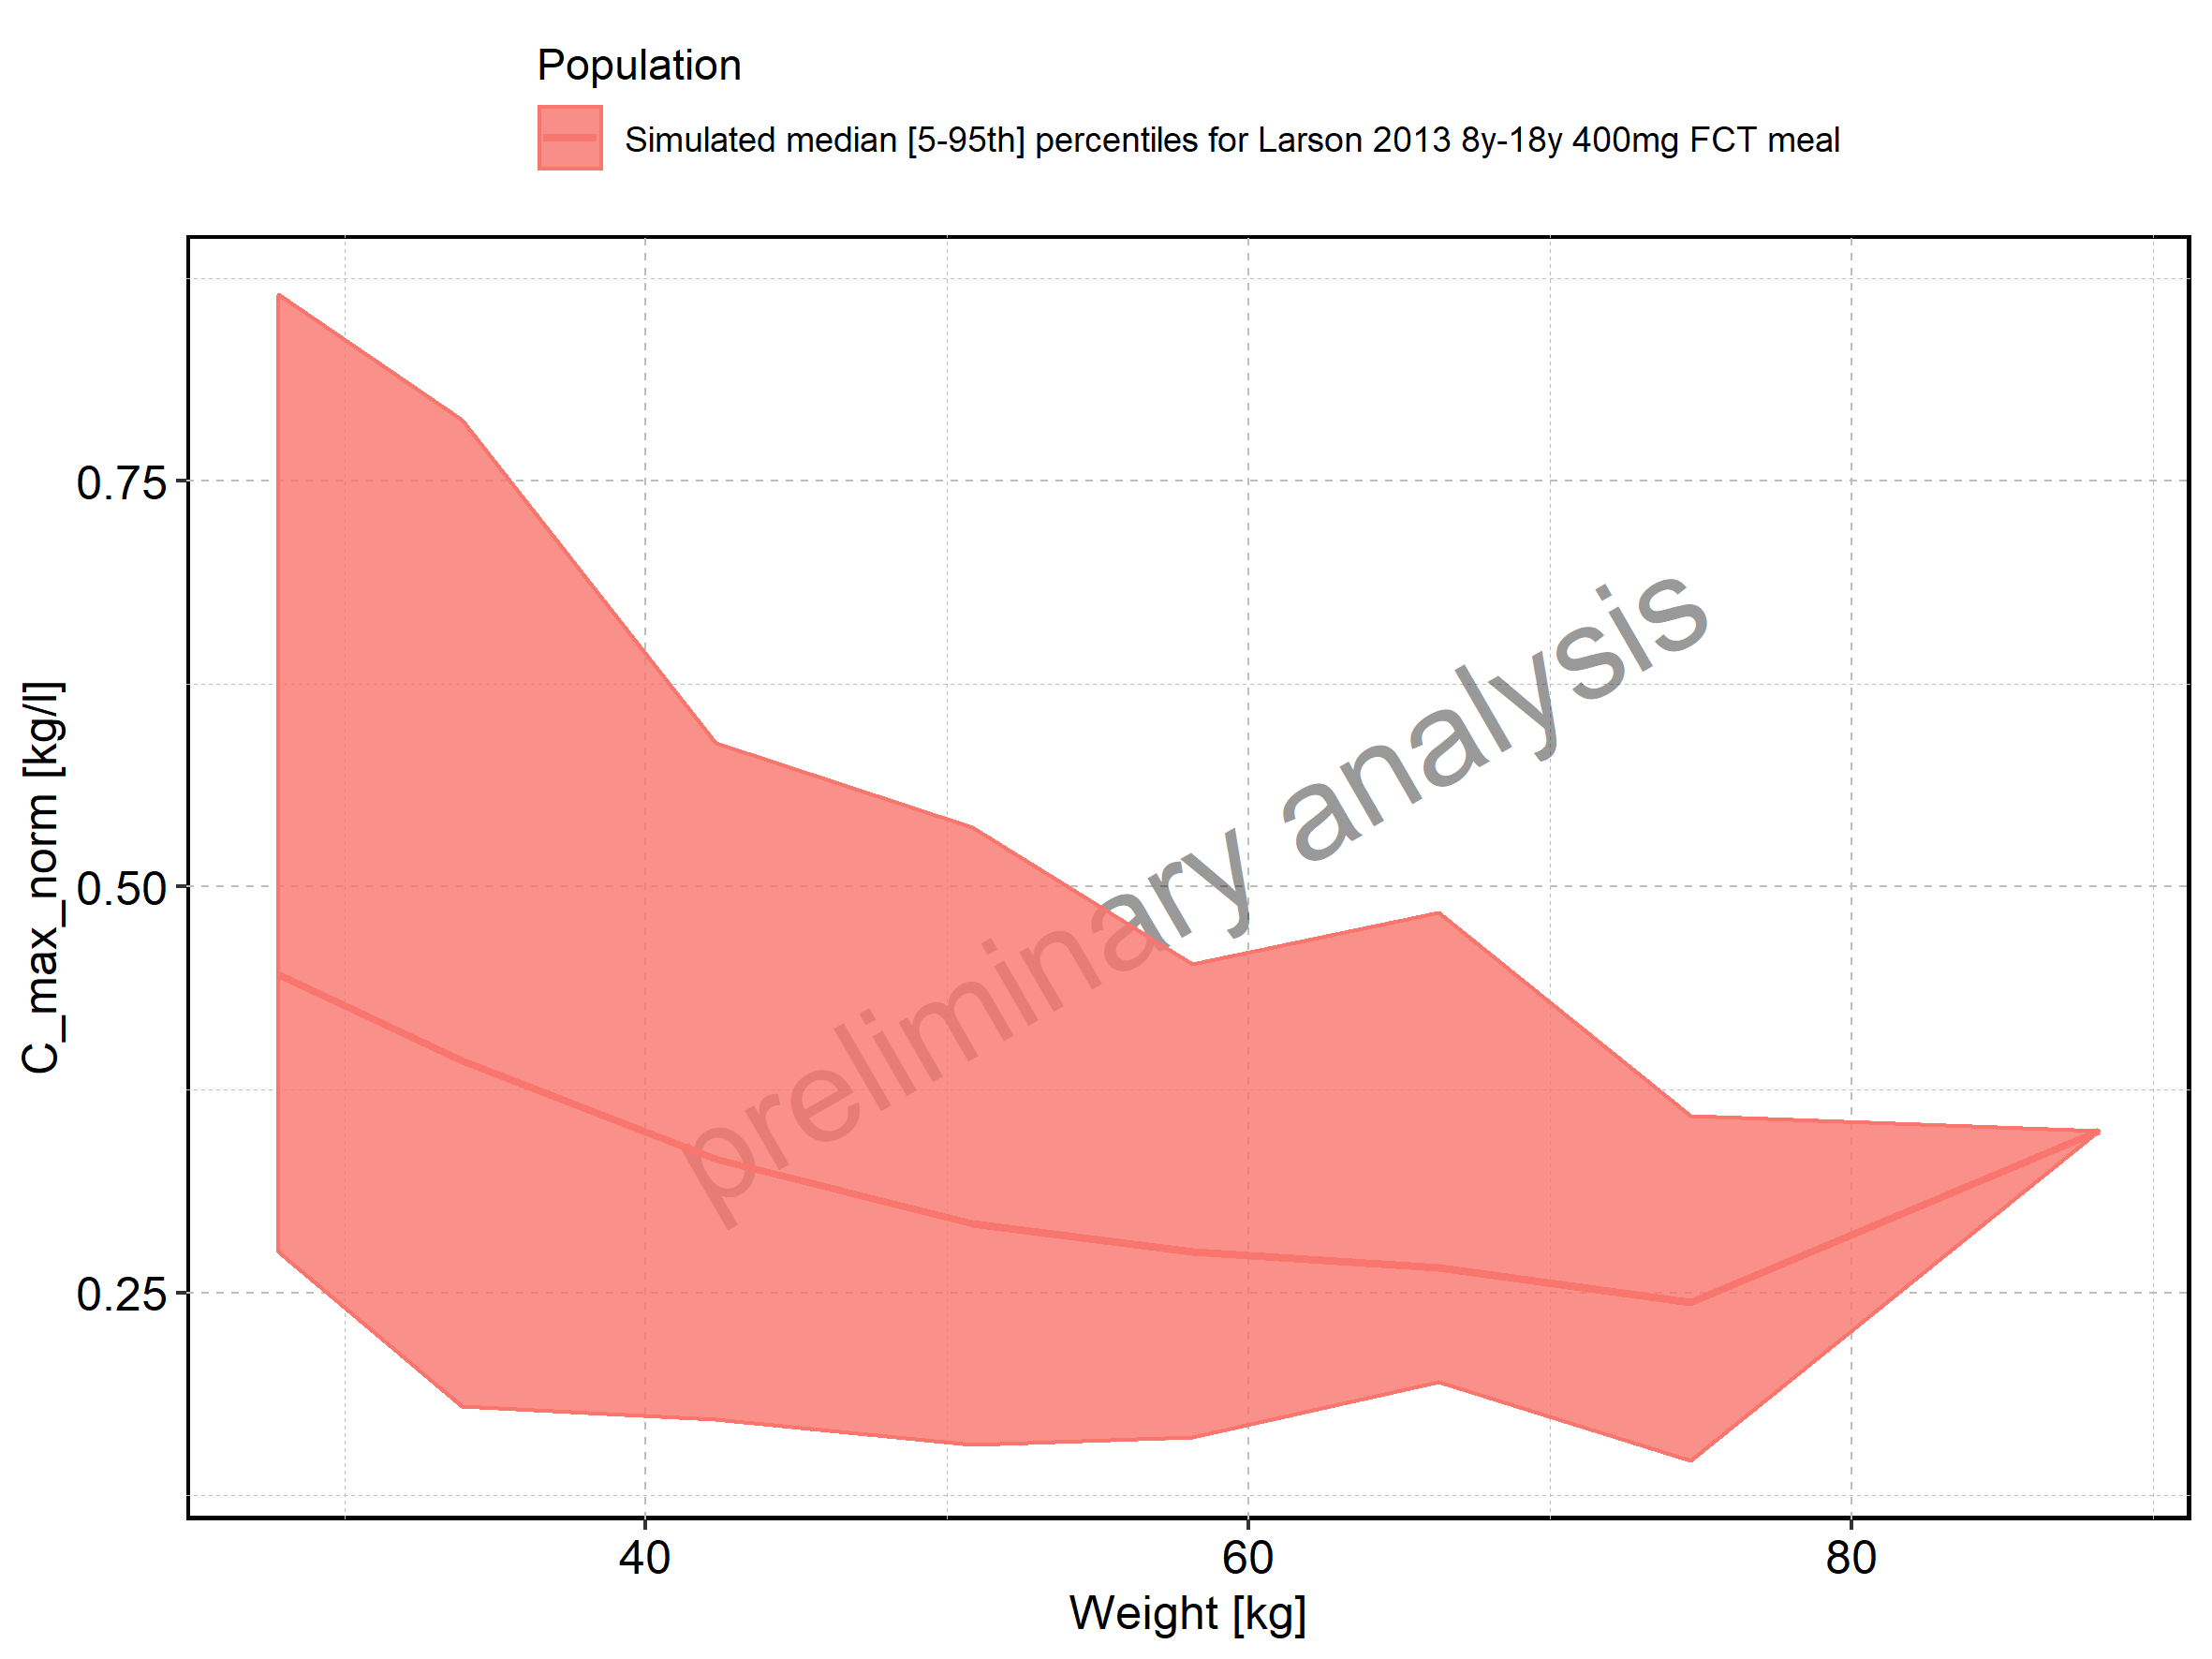 Population
Simulated median [5-95th] percentiles for Larson 2013 8y-18y 400mg FCT meal
0.75
0.50
0.25
C_max_norm [kg/l]
preliminary analysis
40 60 80
Weight [kg]